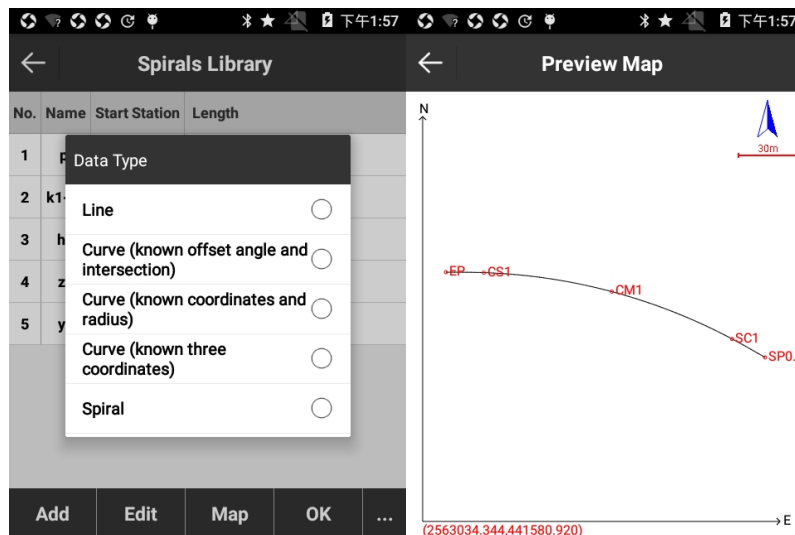 下午1:57
Spirals Library
No. Name Start Station Length
1
2 k1-
3 h
4 z
5 y
Data Type
Line
Curve (known offset angle and
intersection)
Curve (known coordinates and
radius)
Curve (known three
coordinates)
Spiral
Add Edit Map OK ...
下午1:57
Preview Map
N
30m
EP CS1
CM1
SC1
SP0.
E
(2563034.344,441580.920)